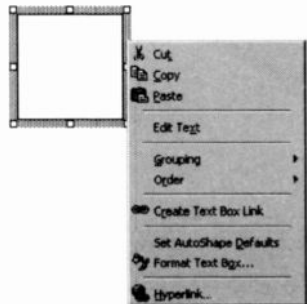 Cut
Copy
Paste
Edit Text
Grouping
Order
Create Text Box Link
Set AutoShape Defaults
Format Text Box...
Hyperlink...